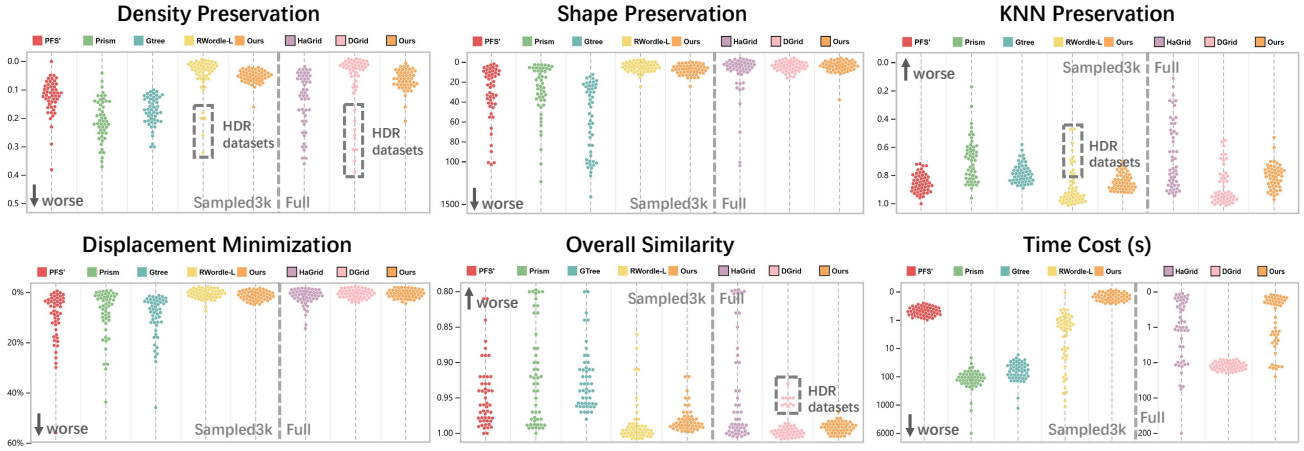 Density Preservation
PFS' Prism Gtree RWordle-L Ours HaGrid DGrid Ours
0.0
0.1
0.2
0.3
0.4
0.5
HDR
datasets
HDR
datasets
worse
Sampled3k Full
Shape Preservation
PFS' Prism Gtree RWordle-L Ours HaGrid DGrid Ours
0
20
40
60
80
100
1500
worse
Sampled3k Full
KNN Preservation
PFS' Prism Gtree RWordle-L Ours HaGrid DGrid Ours
0.0
0.2
0.4
0.6
0.8
1.0
worse
Sampled3k Full
HDR
datasets
Displacement Minimization
PFS' Prism Gtree RWordle-L Ours HaGrid DGrid Ours
0%
20%
40%
60%
worse
Sampled3k Full
Overall Similarity
PFS' Prism GTree RWordle-L Ours HaGrid DGrid Ours
0.80
0.85
0.90
0.95
1.00
worse
Sampled3k Full
HDR
datasets
Time Cost (s)
PFS' Prism Gtree RWordle-L Ours HaGrid DGrid Ours
0
1
10
100
1000
6000
worse
Sampled3k Full
0
1
10
100
200